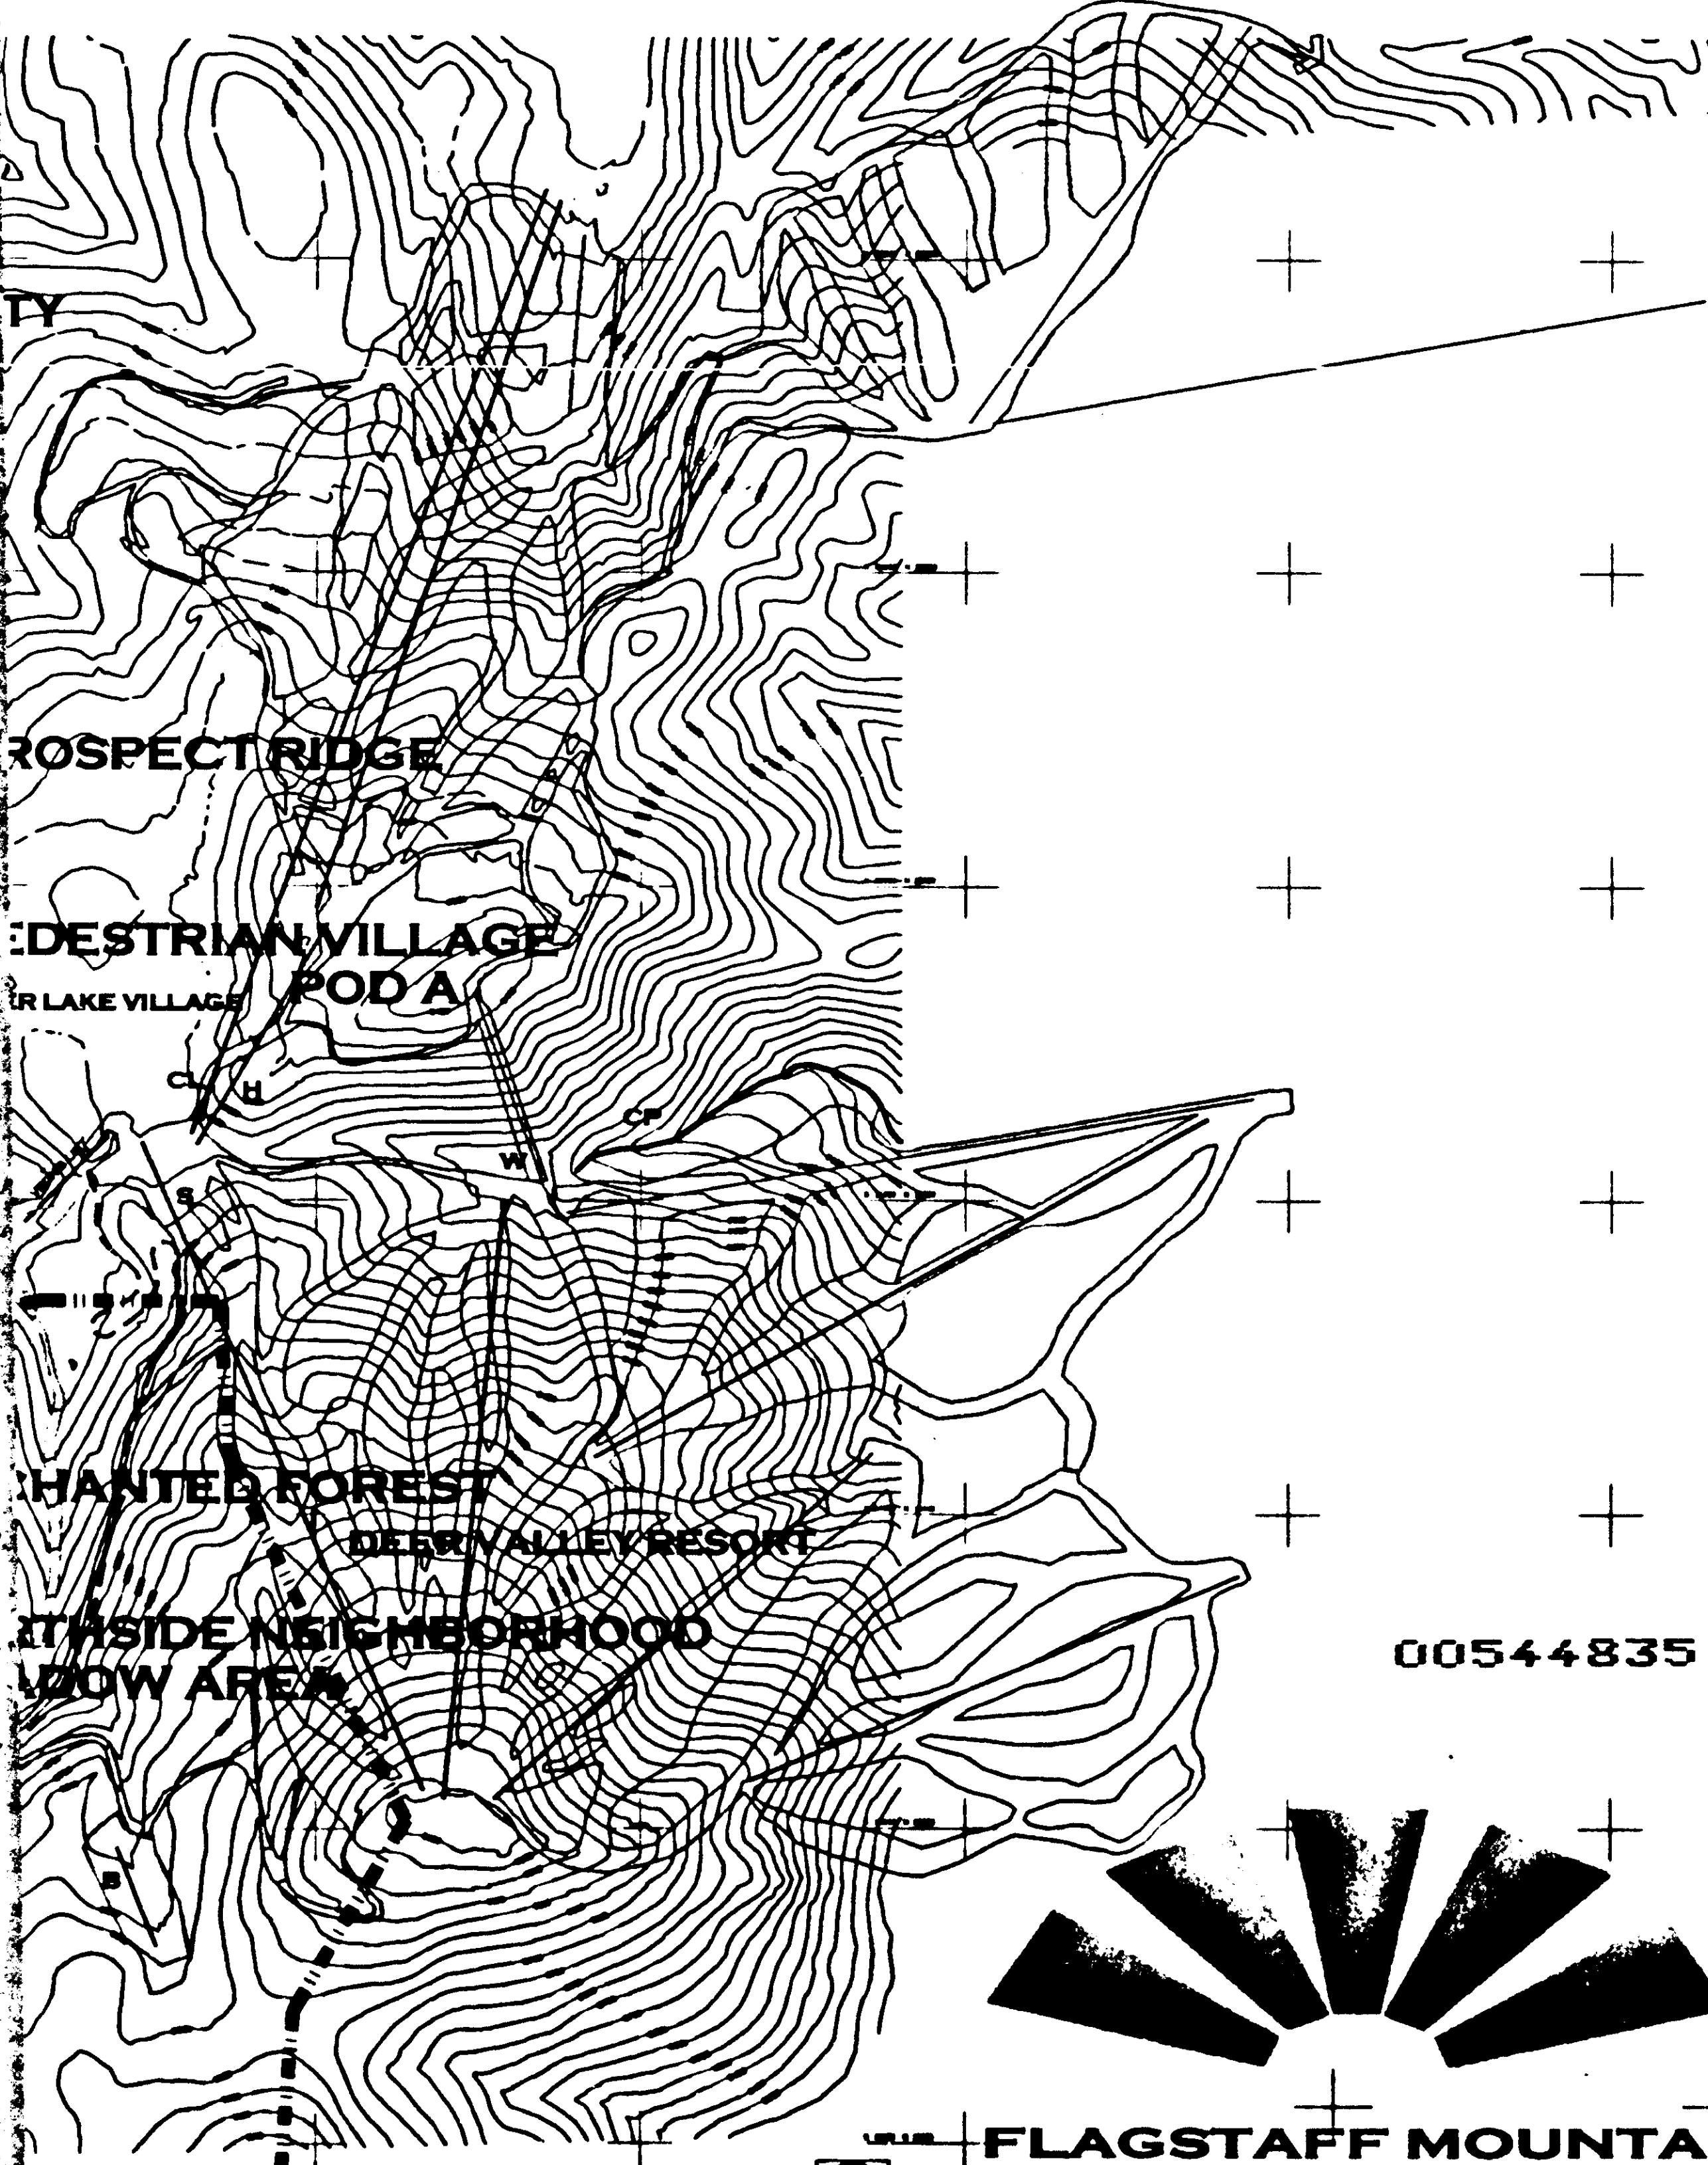 TY
ROSPECT RIDGE
EDESTRIAN VILLAGE
POD A
ER LAKE VILLAGE
CL
H
CP
W
S
HANTED FOREST
DEER VALLEY RESORT
THSIDE NEIGHBORHOOD
00544835
DOW AREA
B
FLAGSTAFF MOUNTA